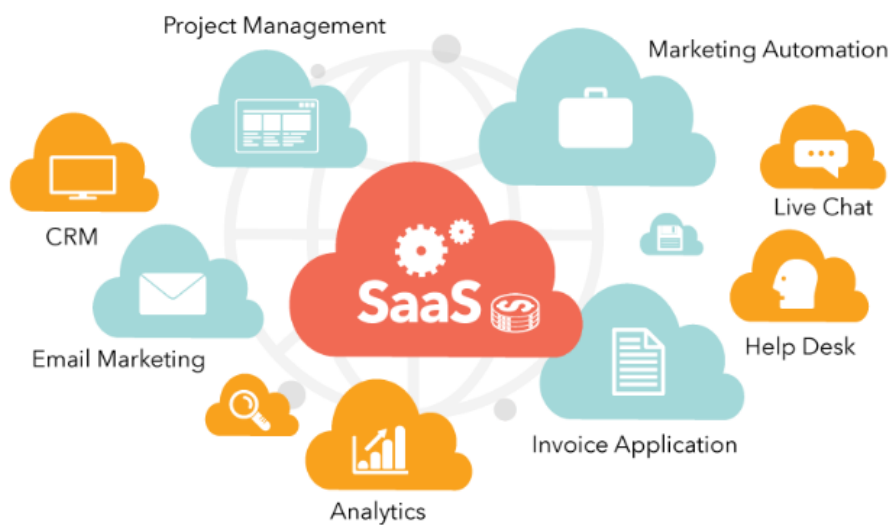 Project Management
Marketing Automation
CRM
Live Chat
SaaS
Email Marketing
Help Desk
Invoice Application
Analytics